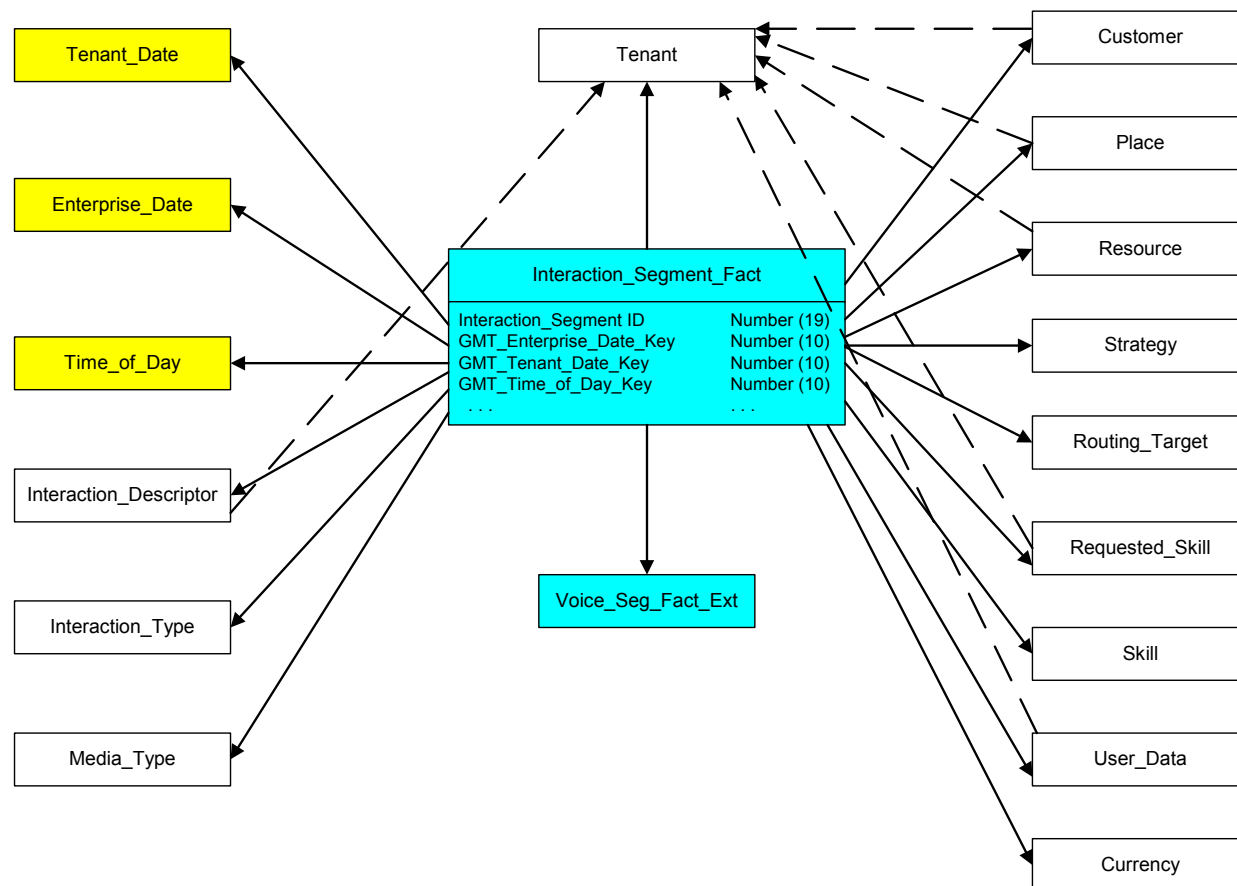 Tenant_Date
Tenant
Customer
Place
Enterprise_Date
Resource
Interaction_Segment_Fact
Interaction_Segment ID Number (19)
GMT_Enterprise_Date_Key Number (10)
GMT_Tenant_Date_Key Number (10)
GMT_Time_of_Day_Key Number (10)
. . . . . .
Time_of_Day
Strategy
Routing_Target
Interaction_Descriptor
Requested_Skill
Voice_Seg_Fact_Ext
Interaction_Type
Skill
Media_Type
User_Data
Currency